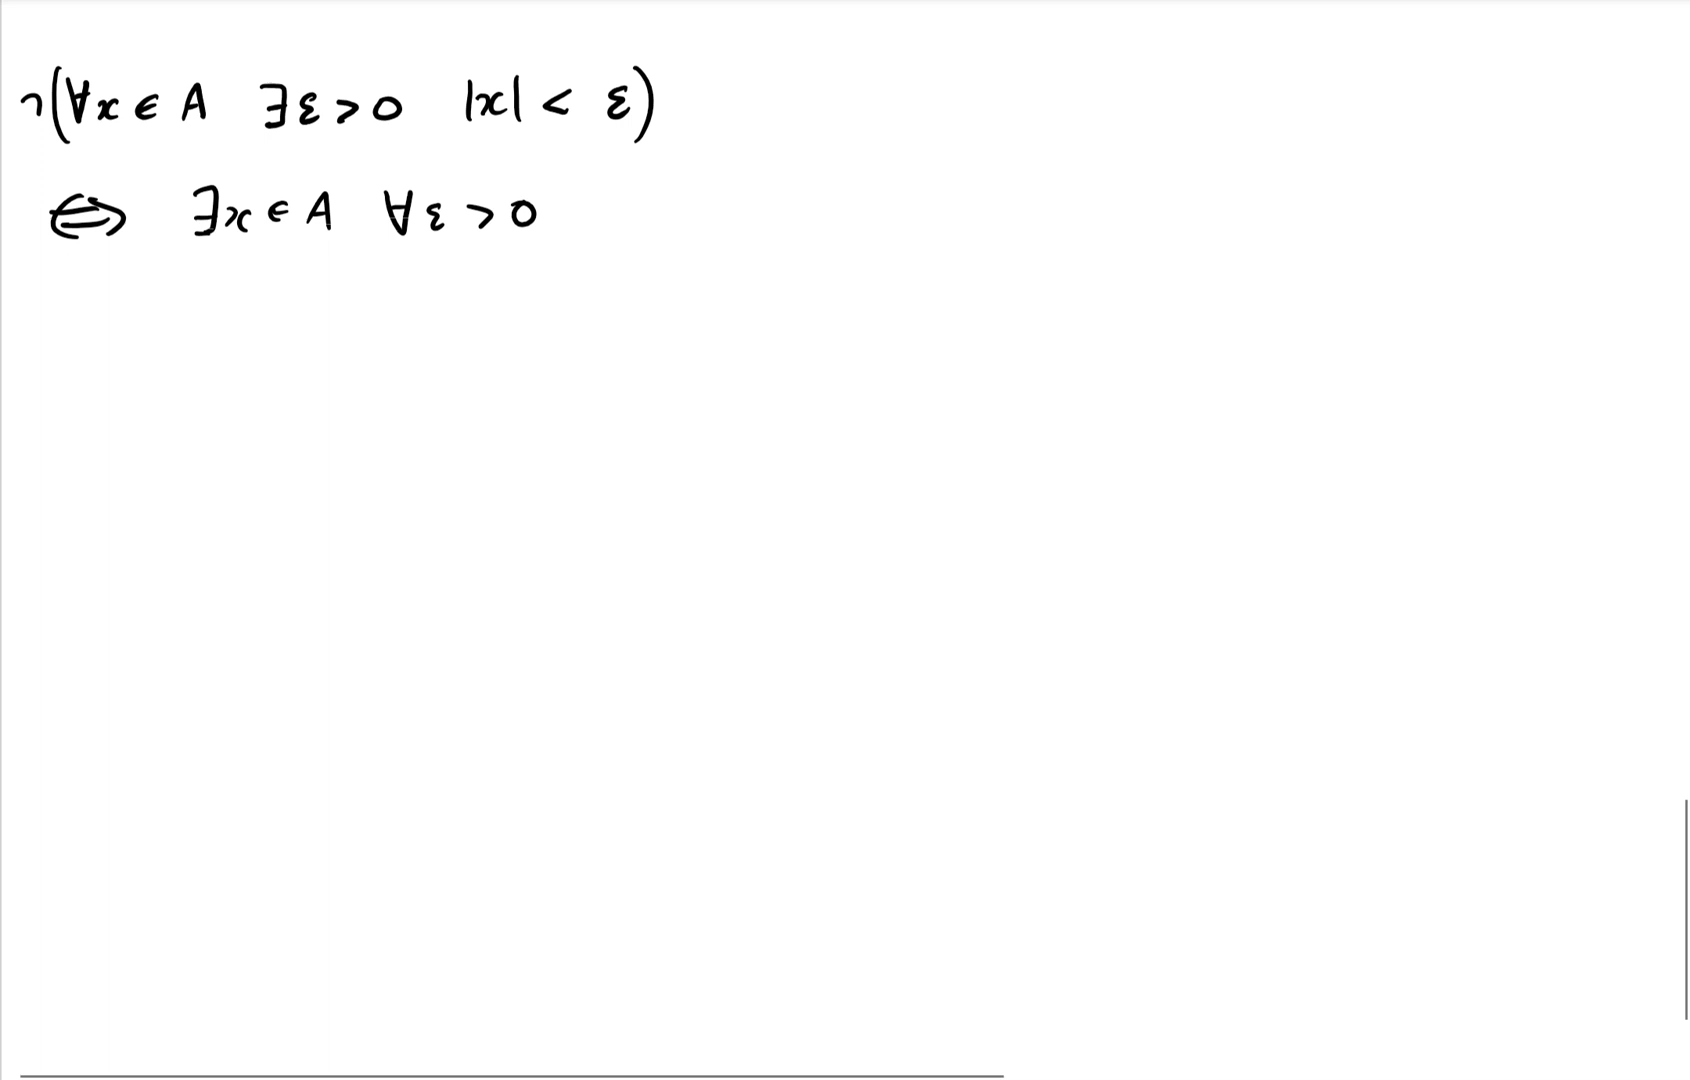 ¬(∀x ∈ A ∃ε > 0 |x| < ε)
⇔ ∃x ∈ A ∀ε > 0